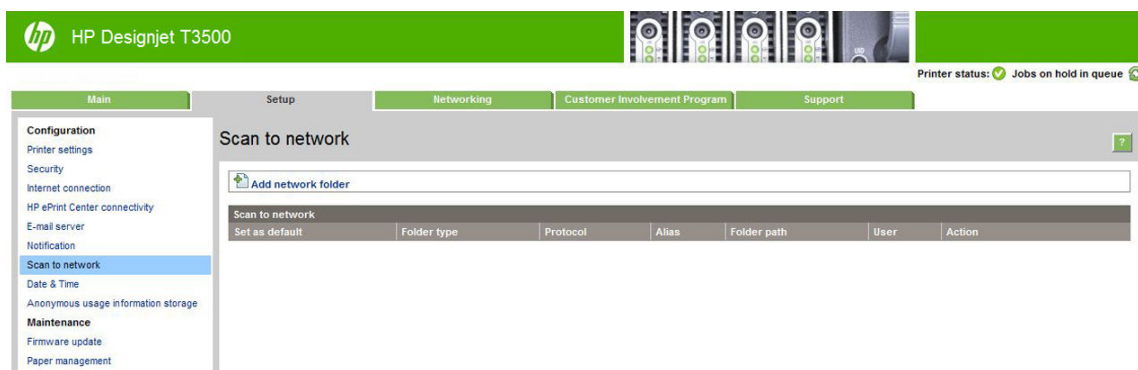 hp HP Designjet T3500
UID
Printer status: Jobs on hold in queue
Main Setup Networking Customer Involvement Program Support
Configuration
Printer settings
Security
Internet connection
HP ePrint Center connectivity
E-mail server
Notification
Scan to network
Date & Time
Anonymous usage information storage
Maintenance
Firmware update
Paper management
Scan to network ?
Add network folder
Scan to network
Set as default Folder type Protocol Alias Folder path User Action